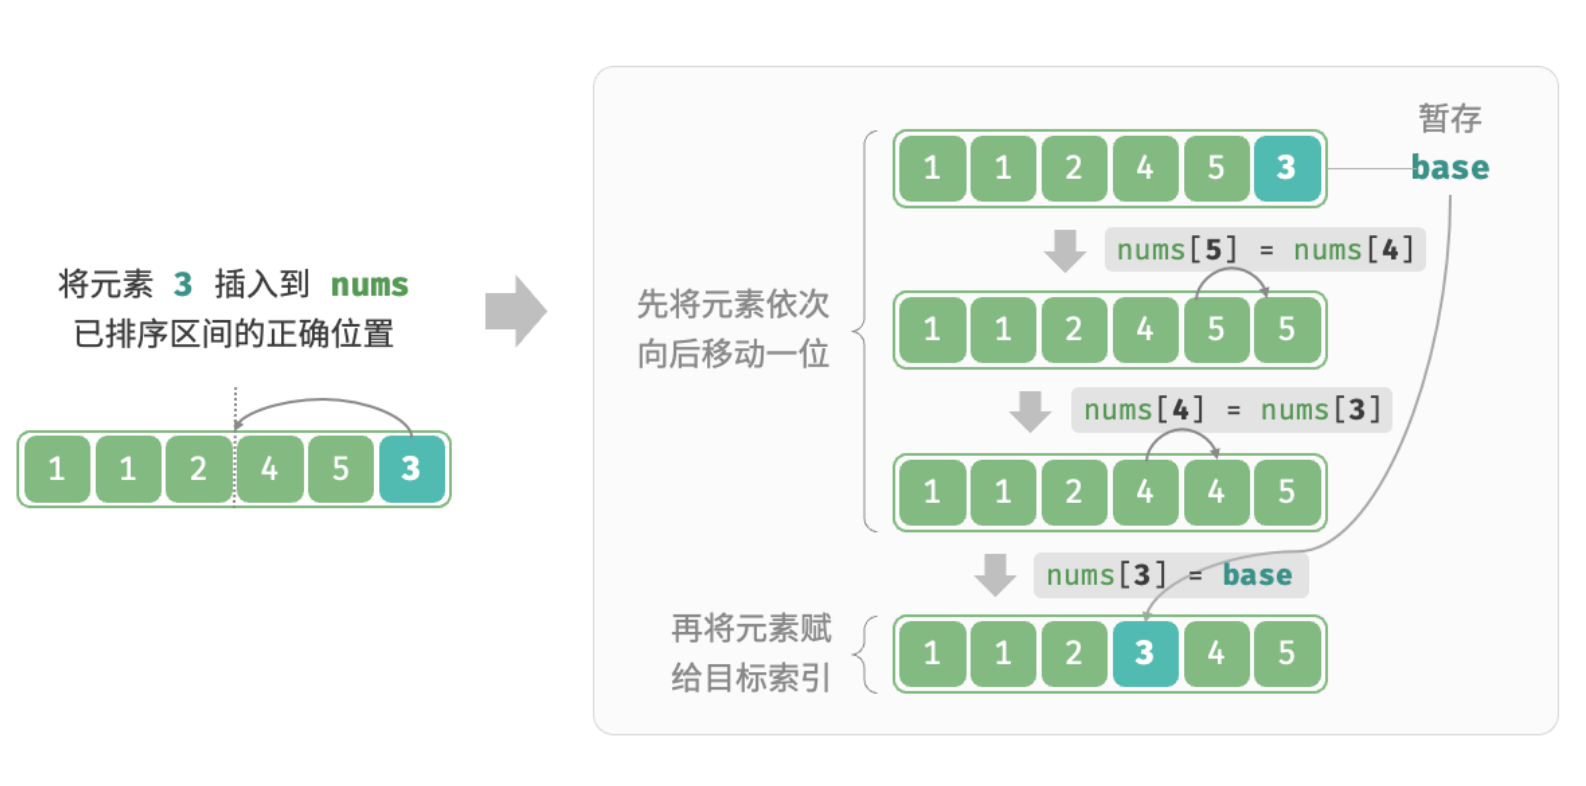 将元素 3 插入到 nums
已排序区间的正确位置
1 1 2 4 5 3
先将元素依次
向后移动一位
暂存
base
1 1 2 4 5 3
nums[5] = nums[4]
1 1 2 4 5 5
nums[4] = nums[3]
1 1 2 4 4 5
nums[3] = base
再将元素赋
给目标索引
1 1 2 3 4 5